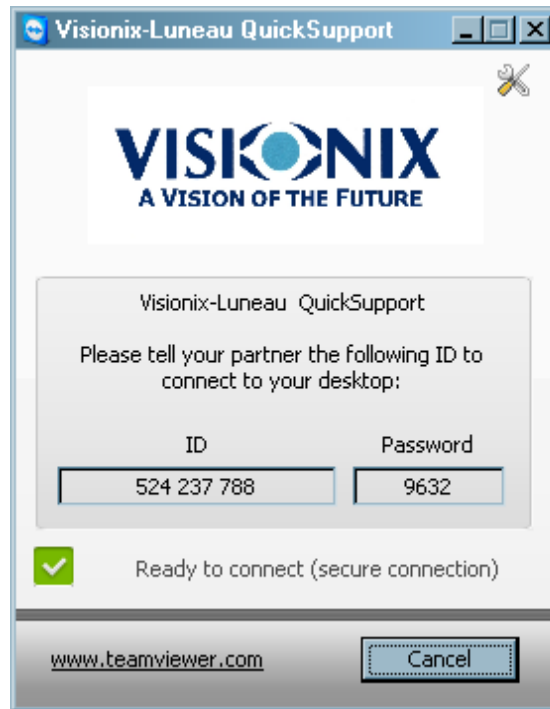 Visionix-Luneau QuickSupport
VISIONIX
A VISION OF THE FUTURE
Visionix-Luneau QuickSupport
Please tell your partner the following ID to
connect to your desktop:
ID Password
524 237 788 9632
Ready to connect (secure connection)
www.teamviewer.com Cancel